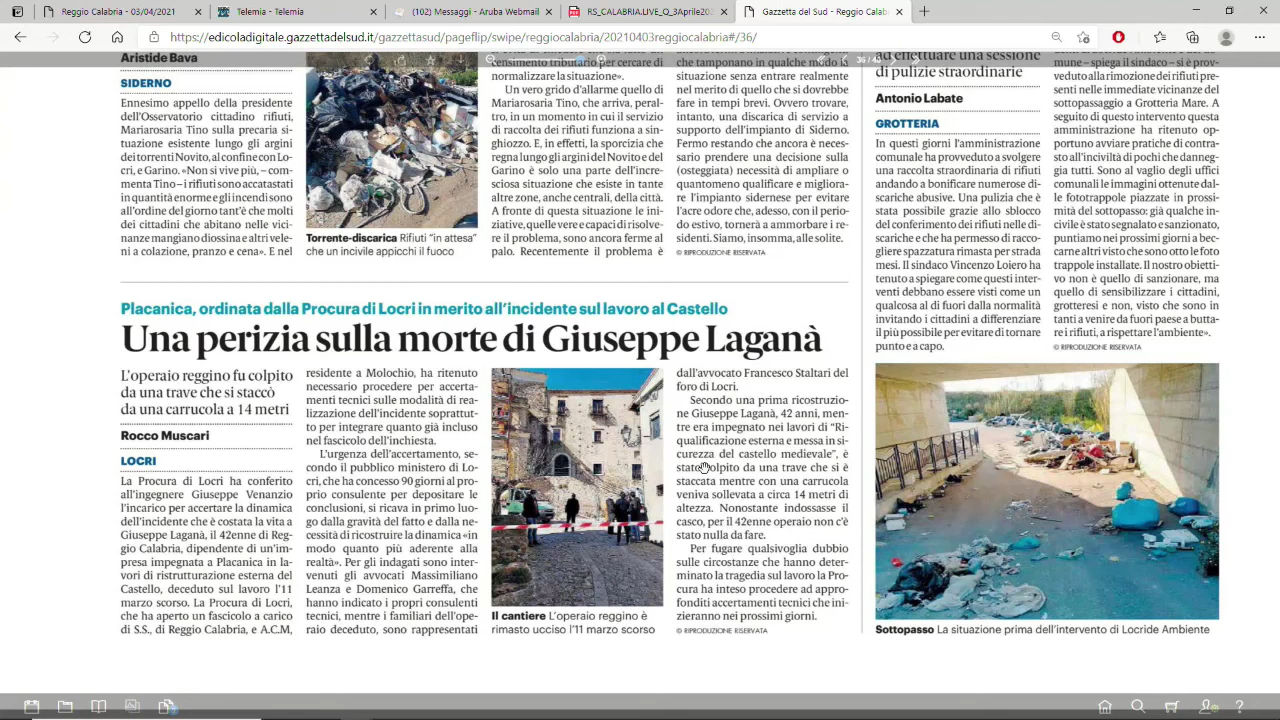 Reggio Calabria - 03/04/2021
Telemia - Telemia
(102) Messaggi - Aruba Webmail
RS_CALABRIA.LIVE_Q_3Aprile202
Gazzetta del Sud - Reggio Calabr
https://edicoladigitale.gazzettadelsud.it/gazzettasud/pageflip/swipe/reggiocalabria/20210403reggiocalabria#/36/
36/40
Aristide Bava
SIDERNO
Ennesimo appello della presidente
dell'Osservatorio cittadino rifiuti,
Mariarosaria Tino sulla precaria si-
tuazione esistente lungo gli argini
dei torrenti Novito, al confine con Lo-
cri, e Garino. «Non si vive più, – com-
menta Tino – i rifiuti sono accatastati
in quantità enorme e gli incendi sono
all'ordine del giorno tant'è che molti
dei cittadini che abitano nelle vici-
nanze mangiano diossina e altri vele-
ni a colazione, pranzo e cena». E nel
Torrente-discarica Rifiuti "in attesa"
che un incivile appicchi il fuoco
censimento tributario per cercare di
normalizzare la situazione».
Un vero grido d'allarme quello di
Mariarosaria Tino, che arriva, peral-
tro, in un momento in cui il servizio
di raccolta dei rifiuti funziona a sin-
ghiozzo. E, in effetti, la sporcizia che
regna lungo gli argini del Novito e del
Garino è solo una parte dell'incre-
sciosa situazione che esiste in tante
altre zone, anche centrali, della città.
A fronte di questa situazione le ini-
ziative, quelle vere e capaci di risolve-
re il problema, sono ancora ferme al
palo. Recentemente il problema è
che tamponano in qualche modo la
situazione senza entrare realmente
nel merito di quello che si dovrebbe
fare in tempi brevi. Ovvero trovare,
intanto, una discarica di servizio a
supporto dell'impianto di Siderno.
Fermo restando che ancora è neces-
sario prendere una decisione sulla
(osteggiata) necessità di ampliare o
quantomeno qualificare e migliora-
re l'impianto sidernese per evitare
l'acre odore che, adesso, con il perio-
do estivo, tornerà a ammorbare i re-
sidenti. Siamo, insomma, alle solite.
© RIPRODUZIONE RISERVATA
ad effettuare una sessione
di pulizie straordinarie
Antonio Labate
GROTTERIA
In questi giorni l'amministrazione
comunale ha provveduto a svolgere
una raccolta straordinaria di rifiuti
andando a bonificare numerose di-
scariche abusive. Una pulizia che è
stata possibile grazie allo sblocco
del conferimento dei rifiuti nelle di-
scariche e che ha permesso di racco-
gliere spazzatura rimasta per strada
mesi. Il sindaco Vincenzo Loiero ha
tenuto a spiegare come questi inter-
venti debbano essere visti come un
qualcosa al di fuori dalla normalità
invitando i cittadini a differenziare
il più possibile per evitare di tornare
punto e a capo.
mune – spiega il sindaco – si è prov-
veduto alla rimozione dei rifiuti pre-
senti nelle immediate vicinanze del
sottopassaggio a Grotteria Mare. A
seguito di questo intervento questa
amministrazione ha ritenuto op-
portuno avviare pratiche di contra-
sto all'inciviltà di pochi che danneg-
gia tutti. Sono al vaglio degli uffici
comunali le immagini ottenute dal-
le fototrappole piazzate in prossi-
mità del sottopasso: già qualche in-
civile è stato segnalato e sanzionato,
puntiamo nei prossimi giorni a bec-
carne altri visto che sono otto le foto
trappole installate. Il nostro obietti-
vo non è quello di sanzionare, ma
quello di sensibilizzare i cittadini,
grotteresi e non, visto che sono in
tanti a venire da fuori paese a butta-
re i rifiuti, a rispettare l'ambiente».
© RIPRODUZIONE RISERVATA
Sottopasso La situazione prima dell'intervento di Locride Ambiente
Placanica, ordinata dalla Procura di Locri in merito all'incidente sul lavoro al Castello
Una perizia sulla morte di Giuseppe Laganà
L'operaio reggino fu colpito
da una trave che si staccò
da una carrucola a 14 metri
Rocco Muscari
LOCRI
La Procura di Locri ha conferito
all'ingegnere Giuseppe Venanzio
l'incarico per accertare la dinamica
dell'incidente che è costata la vita a
Giuseppe Laganà, il 42enne di Reg-
gio Calabria, dipendente di un'im-
presa impegnata a Placanica in la-
vori di ristrutturazione esterna del
Castello, deceduto sul lavoro l'11
marzo scorso. La Procura di Locri,
che ha aperto un fascicolo a carico
di S.S., di Reggio Calabria, e A.C.M,
residente a Molochio, ha ritenuto
necessario procedere per accerta-
menti tecnici sulle modalità di rea-
lizzazione dell'incidente soprattut-
to per integrare quanto già incluso
nel fascicolo dell'inchiesta.
L'urgenza dell'accertamento, se-
condo il pubblico ministero di Lo-
cri, che ha concesso 90 giorni al pro-
prio consulente per depositare le
conclusioni, si ricava in primo luo-
go dalla gravità del fatto e dalla ne-
cessità di ricostruire la dinamica «in
modo quanto più aderente alla
realtà». Per gli indagati sono inter-
venuti gli avvocati Massimiliano
Leanza e Domenico Garreffa, che
hanno indicato i propri consulenti
tecnici, mentre i familiari dell'ope-
raio deceduto, sono rappresentati
Il cantiere L'operaio reggino è
rimasto ucciso l'11 marzo scorso
dall'avvocato Francesco Staltari del
foro di Locri.
Secondo una prima ricostruzio-
ne Giuseppe Laganà, 42 anni, men-
tre era impegnato nei lavori di "Ri-
qualificazione esterna e messa in si-
curezza del castello medievale", è
stato colpito da una trave che si è
staccata mentre con una carrucola
veniva sollevata a circa 14 metri di
altezza. Nonostante indossasse il
casco, per il 42enne operaio non c'è
stato nulla da fare.
Per fugare qualsivoglia dubbio
sulle circostanze che hanno deter-
minato la tragedia sul lavoro la Pro-
cura ha inteso procedere ad appro-
fonditi accertamenti tecnici che ini-
zieranno nei prossimi giorni.
© RIPRODUZIONE RISERVATA